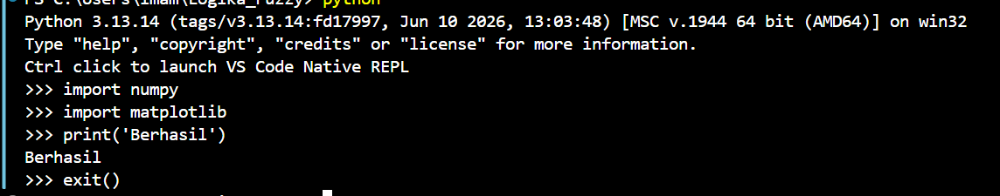 PS C:\Users\imam\Logika_Fuzzy> python
Python 3.13.14 (tags/v3.13.14:fd17997, Jun 10 2026, 13:03:48) [MSC v.1944 64 bit (AMD64)] on win32
Type "help", "copyright", "credits" or "license" for more information.
Ctrl click to launch VS Code Native REPL
>>> import numpy
>>> import matplotlib
>>> print('Berhasil')
Berhasil
>>> exit()